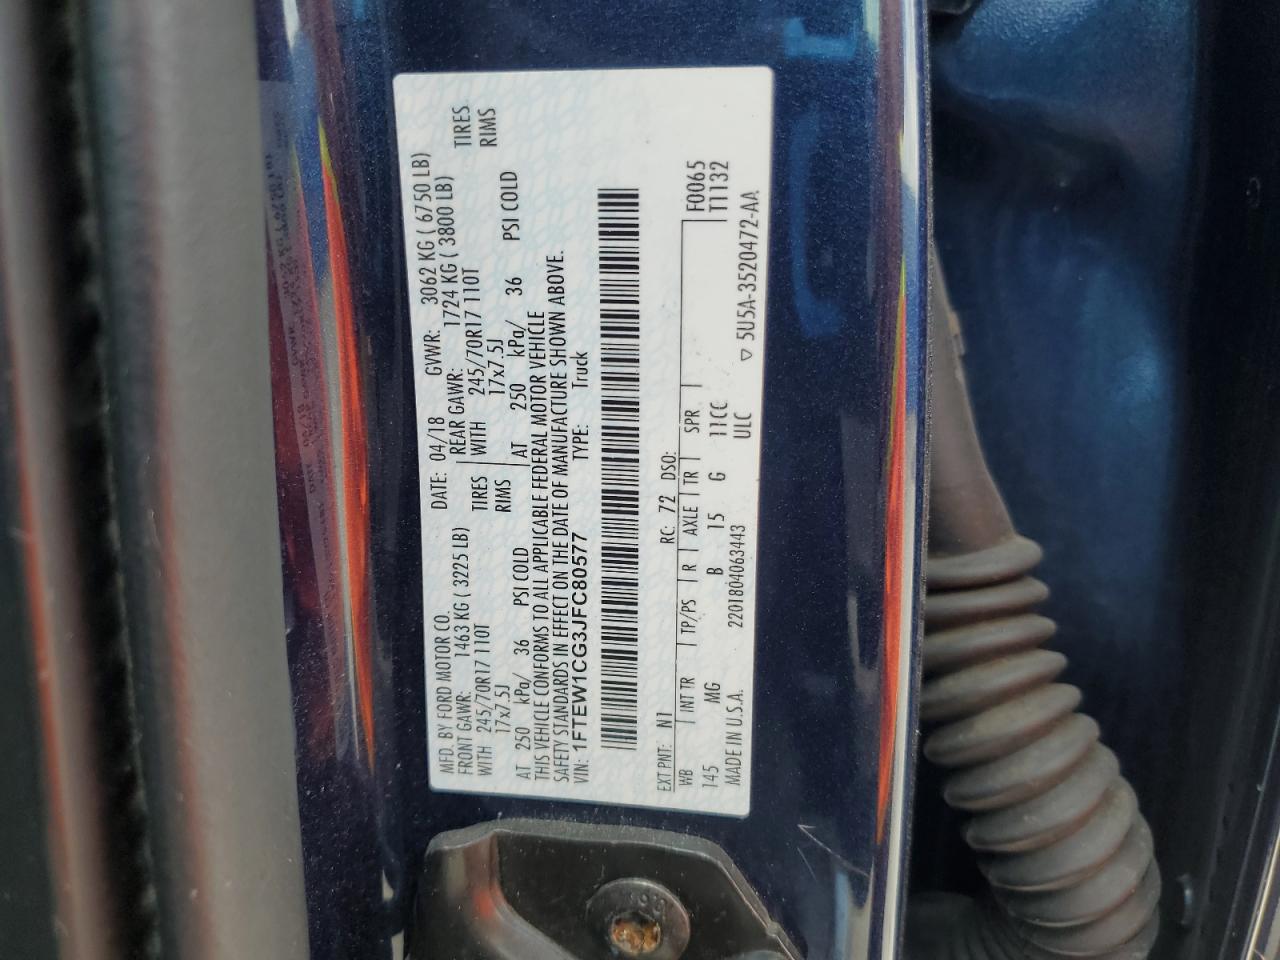 MFD. BY FORD MOTOR CO.
DATE: 04/18 GVWR: 3062 KG ( 6750 LB)
FRONT GAWR: 1463 KG ( 3225 LB) REAR GAWR: 1724 KG ( 3800 LB)
WITH 245/70R17 110T TIRES WITH 245/70R17 110T TIRES
17x7.5J RIMS 17x7.5J RIMS
AT 250 kPa/ 36 PSI COLD AT 250 kPa/ 36 PSI COLD
THIS VEHICLE CONFORMS TO ALL APPLICABLE FEDERAL MOTOR VEHICLE
SAFETY STANDARDS IN EFFECT ON THE DATE OF MANUFACTURE SHOWN ABOVE.
VIN: 1FTEW1CG3JFC80577 TYPE: Truck
EXT PNT: N1 RC: 72 DSO:
WB INT TR TP/PS R AXLE TR SPR F0065
145 MG B 15 G 11CC T1132
ULC
MADE IN U.S.A. 2201804063443 ▽ 5U5A-3520472-AA